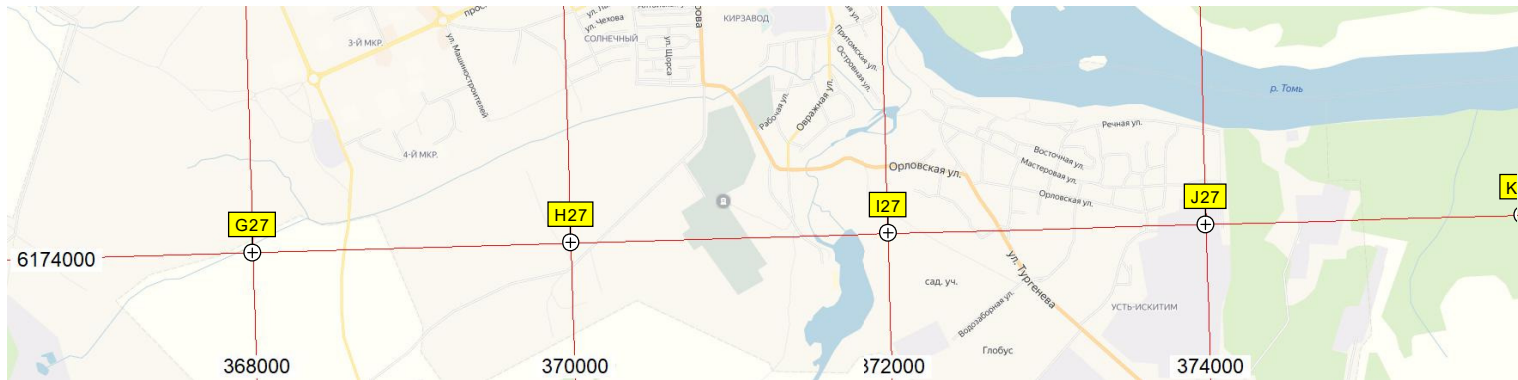 КИРЗАВОД
ул. Чехова
СОЛНЕЧНЫЙ
3-Й МКР.
ул. Машиностроителей
ул. Щорса
Притомская ул.
Островная ул.
р. Томь
Рабочая ул.
Овражная ул.
Речная ул.
4-Й МКР.
Восточная ул.
Мастеровая ул.
Орловская ул.
Орловская ул.
G27
H27
I27
J27
K
6174000
ул. Тургенева
сад. уч.
Водозаборная ул.
УСТЬ-ИСКИТИМ
Глобус
368000
370000
372000
374000